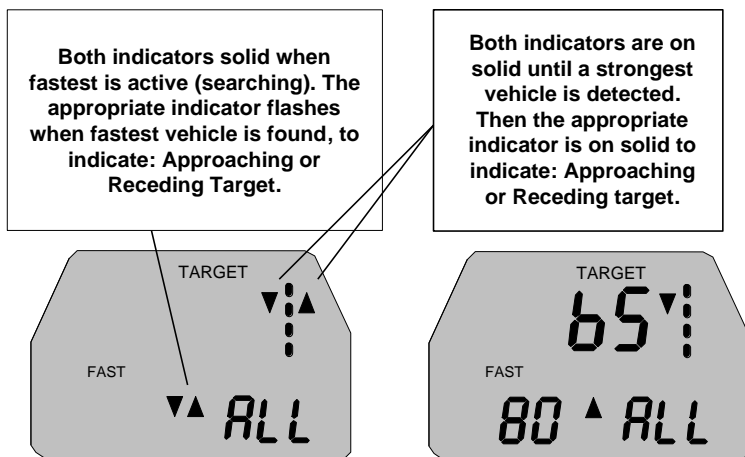 Both indicators solid when
fastest is active (searching). The
appropriate indicator flashes
when fastest vehicle is found, to
indicate: Approaching or
Receding Target.
Both indicators are on
solid until a strongest
vehicle is detected.
Then the appropriate
indicator is on solid to
indicate: Approaching
or Receding target.
TARGET
FAST
▼▲ ALL
TARGET
65
FAST
80 ▲ ALL